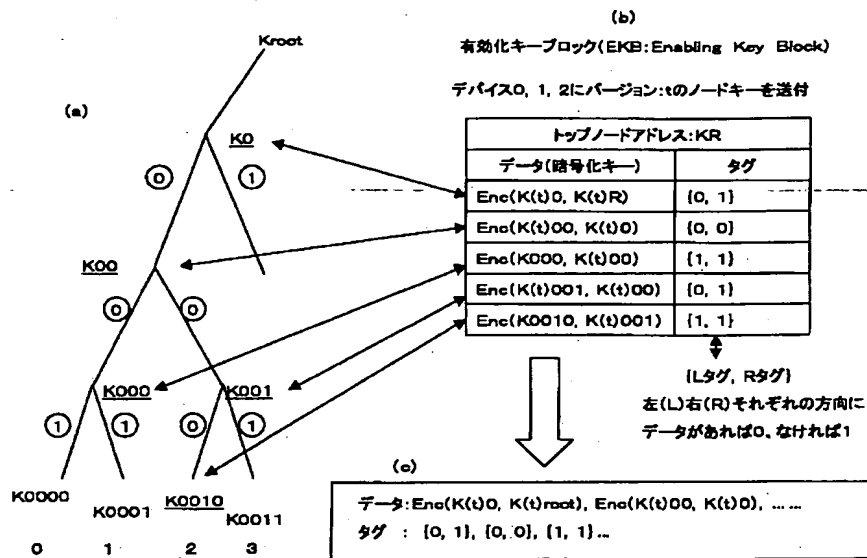 (a)
Kroot
K0
0
1
K00
0
0
K000
K001
1
1
0
1
K0000
K0001
K0010
K0011
0
1
2
3
(b)
有効化キーブロック(EKB:Enabling Key Block)
デバイス0, 1, 2にバージョン:tのノードキーを送付
トップノードアドレス:KR
データ(暗号化キー) タグ
Enc(K(t)0, K(t)R) {0, 1}
Enc(K(t)00, K(t)0) {0, 0}
Enc(K000, K(t)00) {1, 1}
Enc(K(t)001, K(t)00) {0, 1}
Enc(K0010, K(t)001) {1, 1}
{Lタグ, Rタグ}
左(L)右(R)それぞれの方向に
データがあれば0、なければ1
(c)
データ:Enc(K(t)0, K(t)root), Enc(K(t)00, K(t)0), ......
タグ : {0, 1}, {0, 0}, {1, 1}...